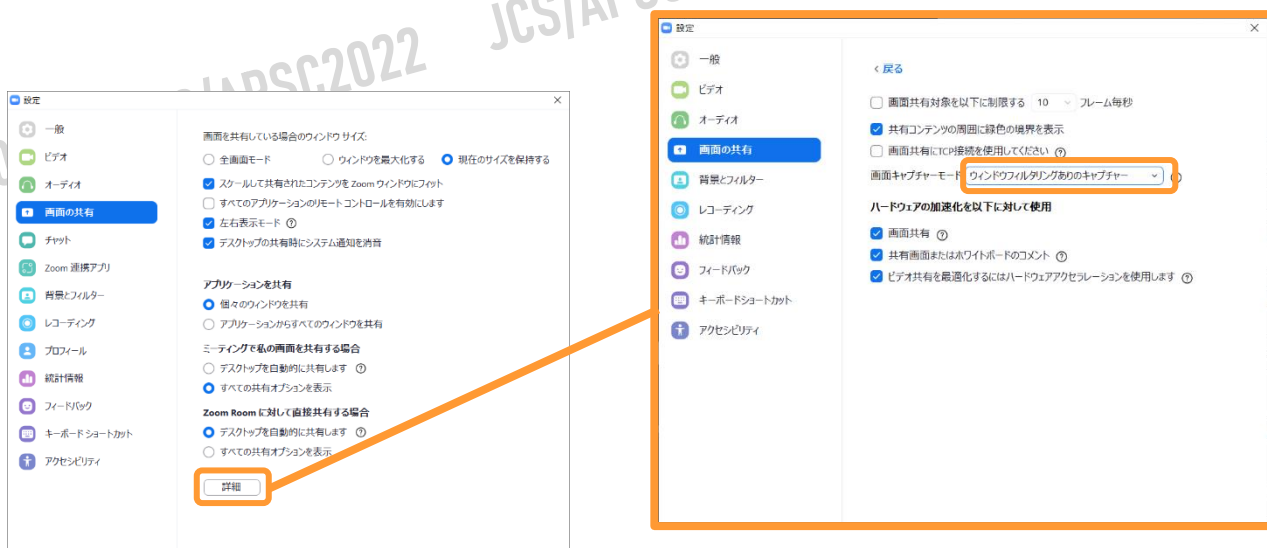 JCS/APSC2022
設定
一般
ビデオ
オーディオ
画面の共有
チャット
Zoom 連携アプリ
背景とフィルター
レコーディング
プロフィール
統計情報
フィードバック
キーボード ショートカット
アクセシビリティ
画面を共有している場合のウィンドウ サイズ:
全画面モード ウィンドウを最大化する 現在のサイズを保持する
スケールして共有されたコンテンツを Zoom ウィンドウにフィット
すべてのアプリケーションのリモート コントロールを有効にします
左右表示モード
デスクトップの共有時にシステム通知を消音
アプリケーションを共有
個々のウィンドウを共有
アプリケーションからすべてのウィンドウを共有
ミーティングで私の画面を共有する場合
デスクトップを自動的に共有します
すべての共有オプションを表示
Zoom Room に対して直接共有する場合
デスクトップを自動的に共有します
すべての共有オプションを表示
詳細
設定
一般
ビデオ
オーディオ
画面の共有
背景とフィルター
レコーディング
統計情報
フィードバック
キーボードショートカット
アクセシビリティ
戻る
画面共有対象を以下に制限する 10 フレーム毎秒
共有コンテンツの周囲に緑色の境界を表示
画面共有にTCP接続を使用してください
画面キャプチャーモード ウィンドウフィルタリングありのキャプチャー
ハードウェアの加速化を以下に対して使用
画面共有
共有画面またはホワイトボードのコメント
ビデオ共有を最適化するにはハードウェアアクセラレーションを使用します